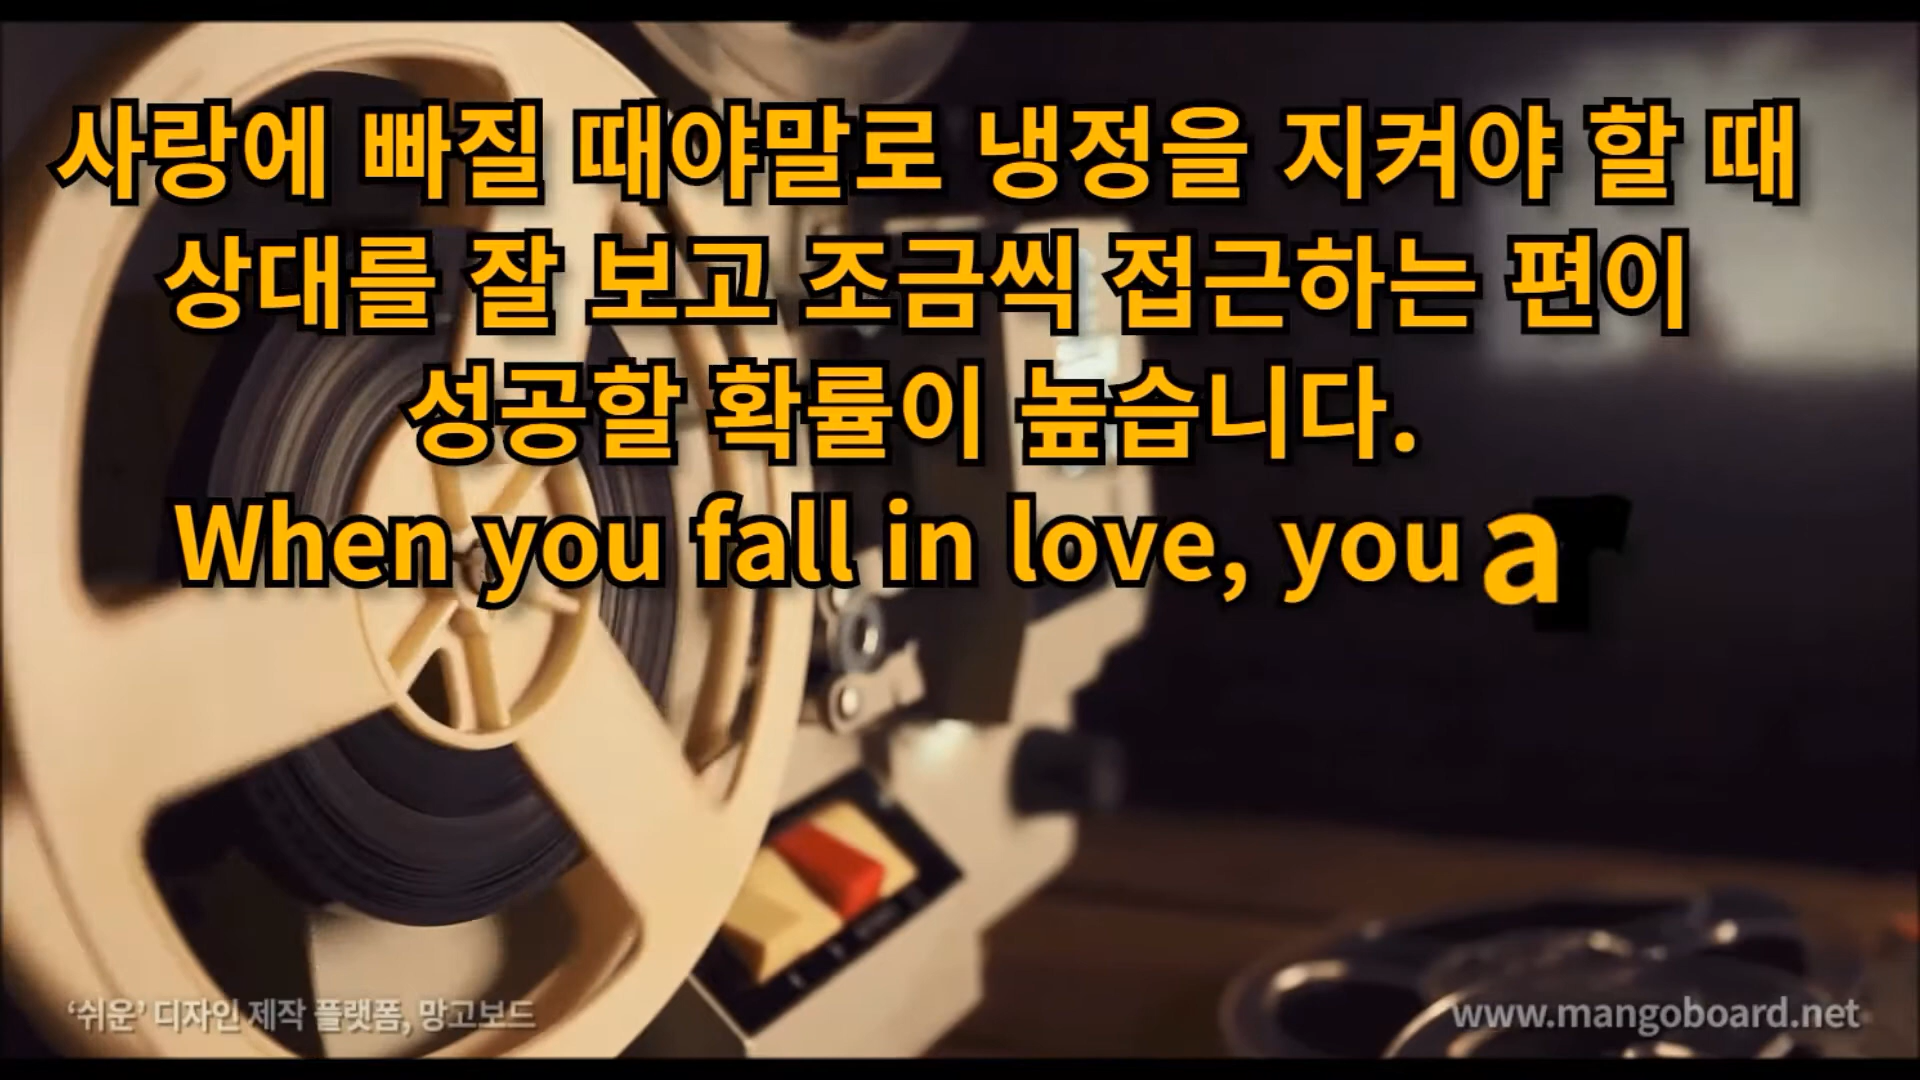 사랑에 빠질 때야말로 냉정을 지켜야 할 때
상대를 잘 보고 조금씩 접근하는 편이
성공할 확률이 높습니다.
When you fall in love, you a
‘쉬운’ 디자인 제작 플랫폼, 망고보드
www.mangoboard.net